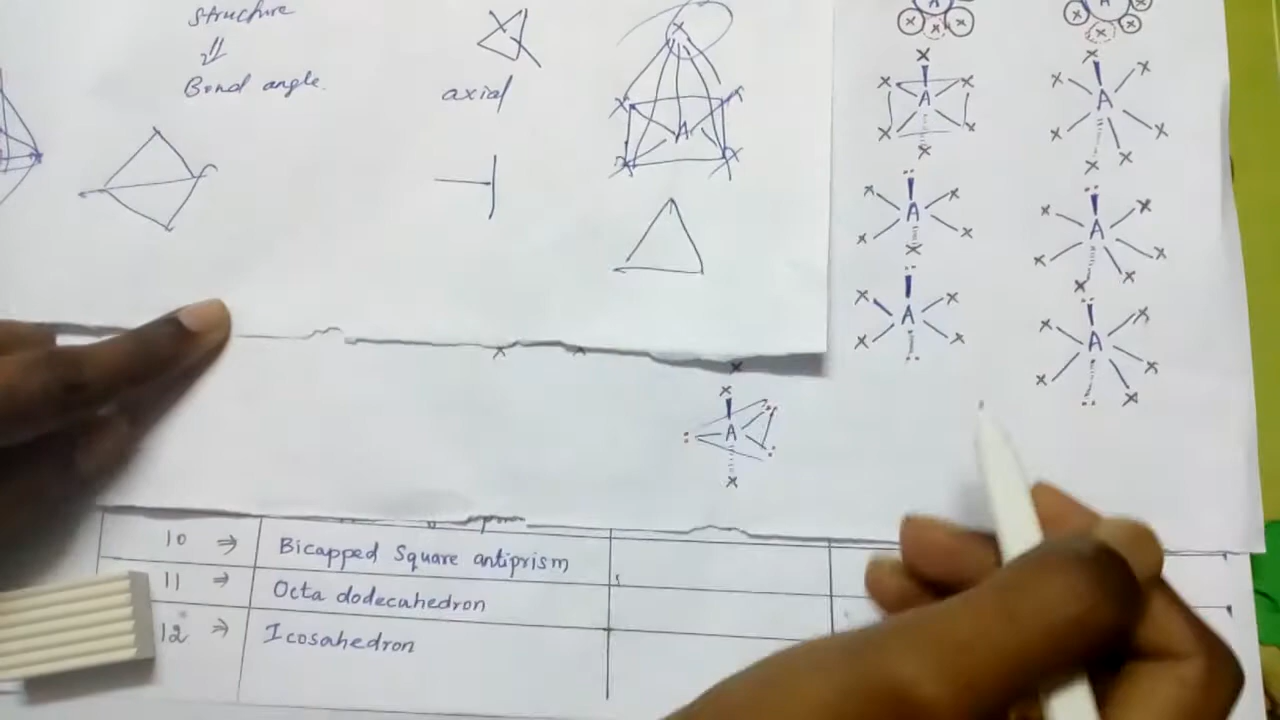 structure
⇓
Bond angle.
axial
x
x x
A
x x
A
x x x
x
x x
A
x x
x
:
x x
A
x x
x
:
x x
A
x x
:
x
x x
A
x x
x x
:
x x
A
x x
x x
:
x x
A
x x
: x
x x
x
x
: A :
:
x
10 ⇒ Bicapped Square antiprism
11 ⇒ Octa dodecahedron
12 ⇒ Icosahedron